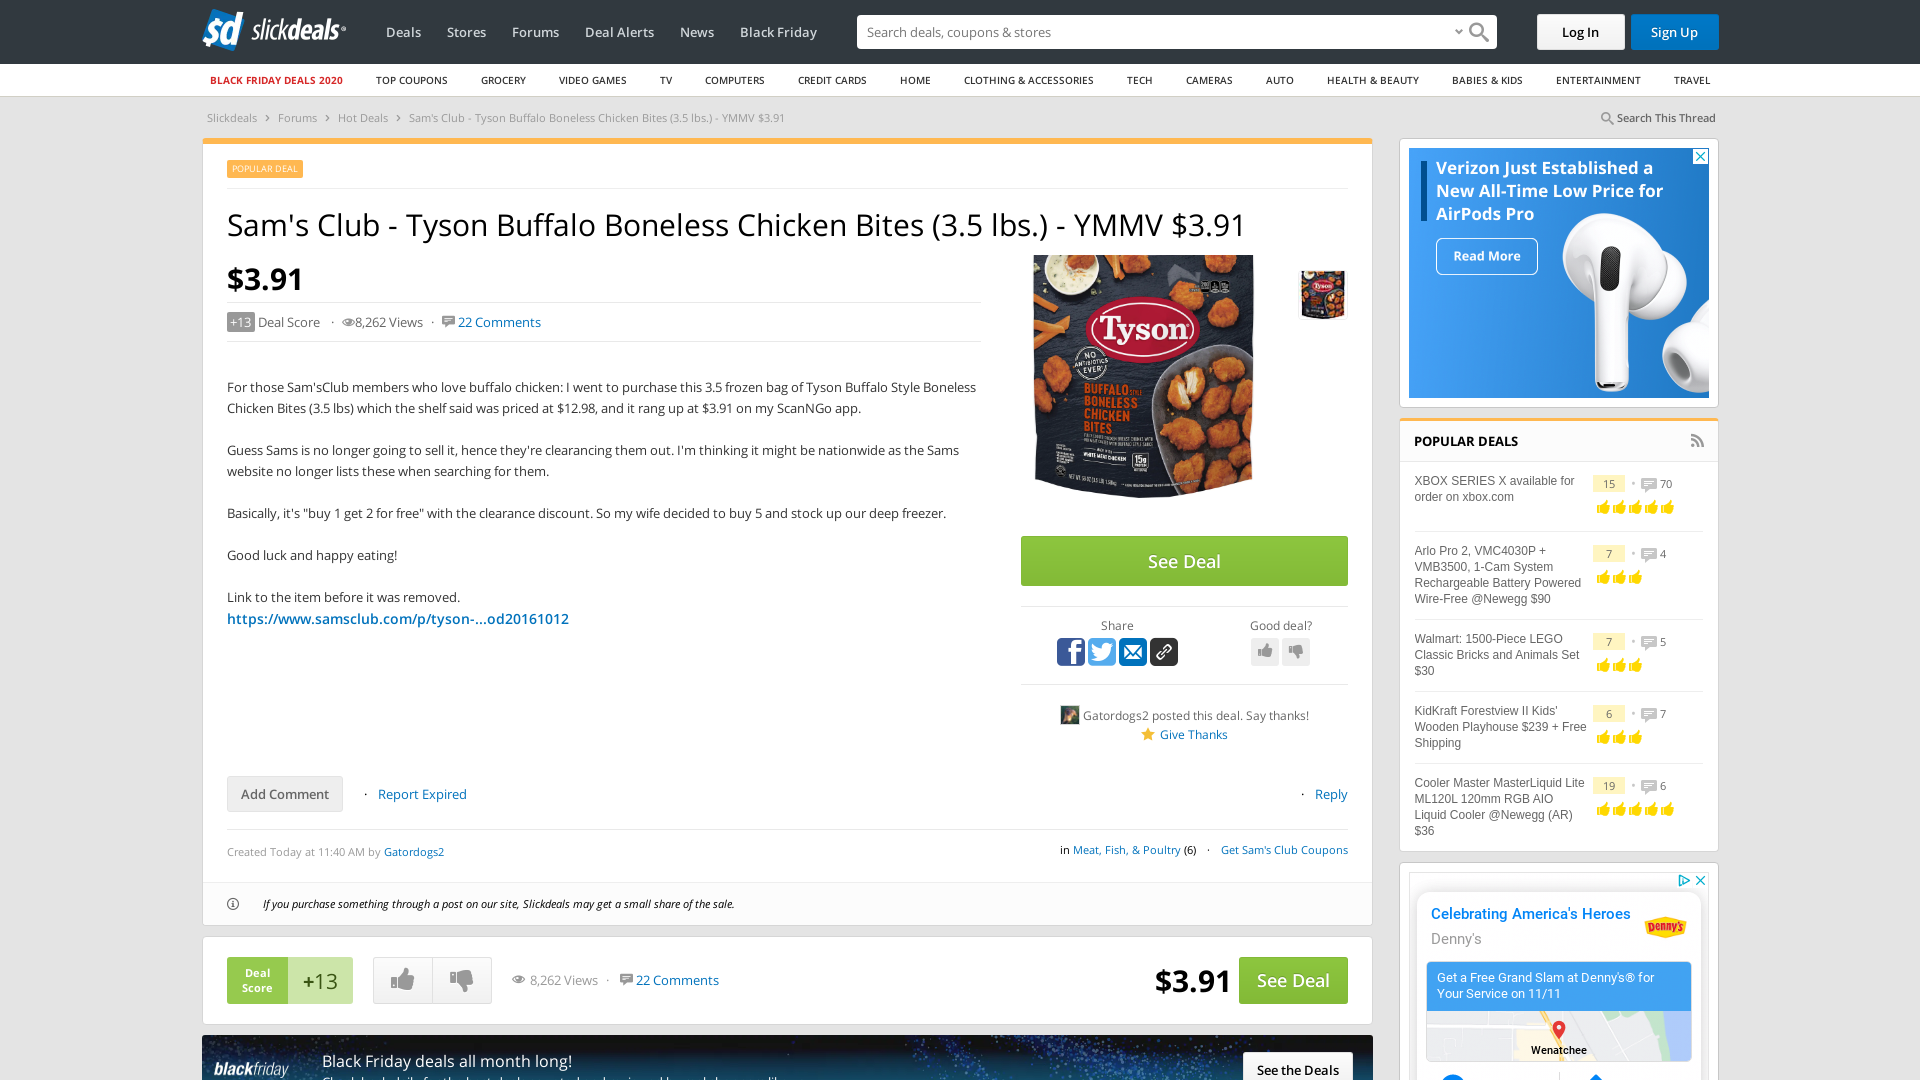 sd slickdeals
Deals
Stores
Forums
Deal Alerts
News
Black Friday
Search deals, coupons & stores
Log In
Sign Up
BLACK FRIDAY DEALS 2020
TOP COUPONS
GROCERY
VIDEO GAMES
TV
COMPUTERS
CREDIT CARDS
HOME
CLOTHING & ACCESSORIES
TECH
CAMERAS
AUTO
HEALTH & BEAUTY
BABIES & KIDS
ENTERTAINMENT
TRAVEL
Slickdeals › Forums › Hot Deals › Sam's Club - Tyson Buffalo Boneless Chicken Bites (3.5 lbs.) - YMMV $3.91
Search This Thread
POPULAR DEAL
Sam's Club - Tyson Buffalo Boneless Chicken Bites (3.5 lbs.) - YMMV $3.91
$3.91
+13 Deal Score · 8,262 Views · 22 Comments
For those Sam'sClub members who love buffalo chicken: I went to purchase this 3.5 frozen bag of Tyson Buffalo Style Boneless
Chicken Bites (3.5 lbs) which the shelf said was priced at $12.98, and it rang up at $3.91 on my ScanNGo app.
Guess Sams is no longer going to sell it, hence they're clearancing them out. I'm thinking it might be nationwide as the Sams
website no longer lists these when searching for them.
Basically, it's "buy 1 get 2 for free" with the clearance discount. So my wife decided to buy 5 and stock up our deep freezer.
Good luck and happy eating!
Link to the item before it was removed.
https://www.samsclub.com/p/tyson-...od20161012
Tyson
NO
ANTIBIOTICS
EVER
BUFFALO STYLE
BONELESS
CHICKEN
BITES
WHITE MEAT CHICKEN
15g
Tyson
See Deal
Share
Good deal?
Gatordogs2 posted this deal. Say thanks!
Give Thanks
Add Comment · Report Expired
· Reply
Created Today at 11:40 AM by Gatordogs2
in Meat, Fish, & Poultry (6) · Get Sam's Club Coupons
If you purchase something through a post on our site, Slickdeals may get a small share of the sale.
Deal
Score
+13
8,262 Views · 22 Comments
$3.91
See Deal
blackfriday
Black Friday deals all month long!
See the Deals
Verizon Just Established a
New All-Time Low Price for
AirPods Pro
Read More
POPULAR DEALS
XBOX SERIES X available for
order on xbox.com
15 · 70
Arlo Pro 2, VMC4030P +
VMB3500, 1-Cam System
Rechargeable Battery Powered
Wire-Free @Newegg $90
7 · 4
Walmart: 1500-Piece LEGO
Classic Bricks and Animals Set
$30
7 · 5
KidKraft Forestview II Kids'
Wooden Playhouse $239 + Free
Shipping
6 · 7
Cooler Master MasterLiquid Lite
ML120L 120mm RGB AIO
Liquid Cooler @Newegg (AR)
$36
19 · 6
Celebrating America's Heroes
Denny's
Denny's
Get a Free Grand Slam at Denny's® for
Your Service on 11/11
Wenatchee